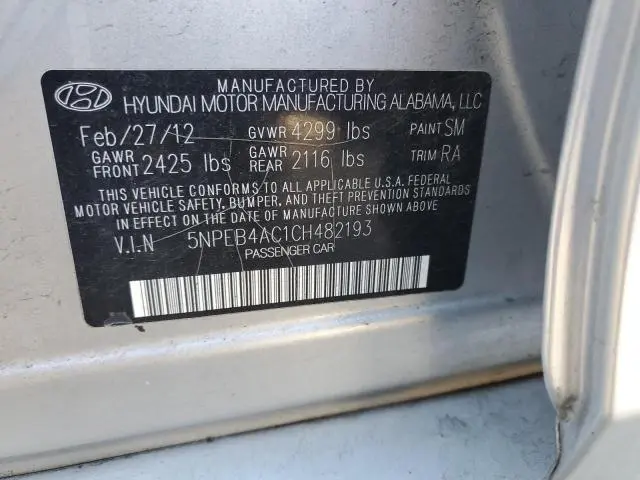 MANUFACTURED BY
HYUNDAI MOTOR MANUFACTURING ALABAMA, LLC
Feb/27/12 GVWR 4299 lbs PAINT SM
GAWR FRONT 2425 lbs GAWR REAR 2116 lbs TRIM RA
THIS VEHICLE CONFORMS TO ALL APPLICABLE U.S.A. FEDERAL
MOTOR VEHICLE SAFETY, BUMPER, AND THEFT PREVENTION STANDARDS
IN EFFECT ON THE DATE OF MANUFACTURE SHOWN ABOVE
V.I.N 5NPEB4AC1CH482193
PASSENGER CAR